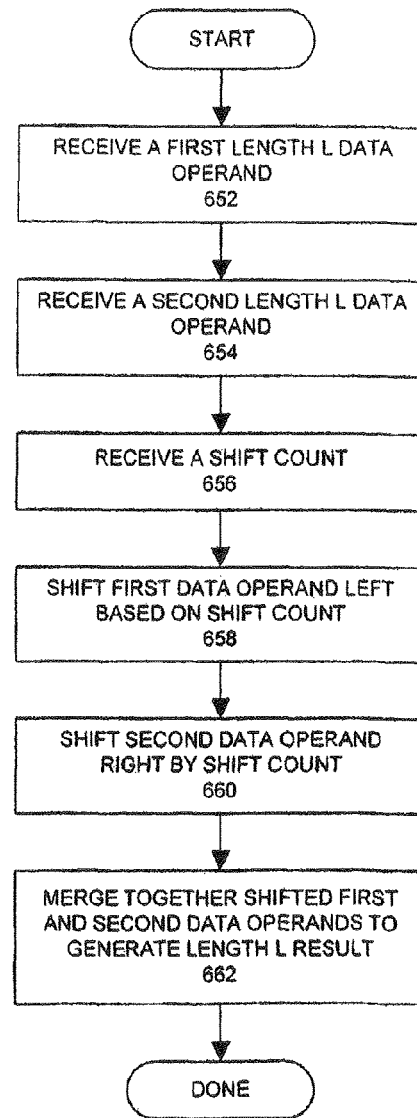 START
RECEIVE A FIRST LENGTH L DATA
OPERAND
652
RECEIVE A SECOND LENGTH L DATA
OPERAND
654
RECEIVE A SHIFT COUNT
656
SHIFT FIRST DATA OPERAND LEFT
BASED ON SHIFT COUNT
658
SHIFT SECOND DATA OPERAND
RIGHT BY SHIFT COUNT
660
MERGE TOGETHER SHIFTED FIRST
AND SECOND DATA OPERANDS TO
GENERATE LENGTH L RESULT
662
DONE